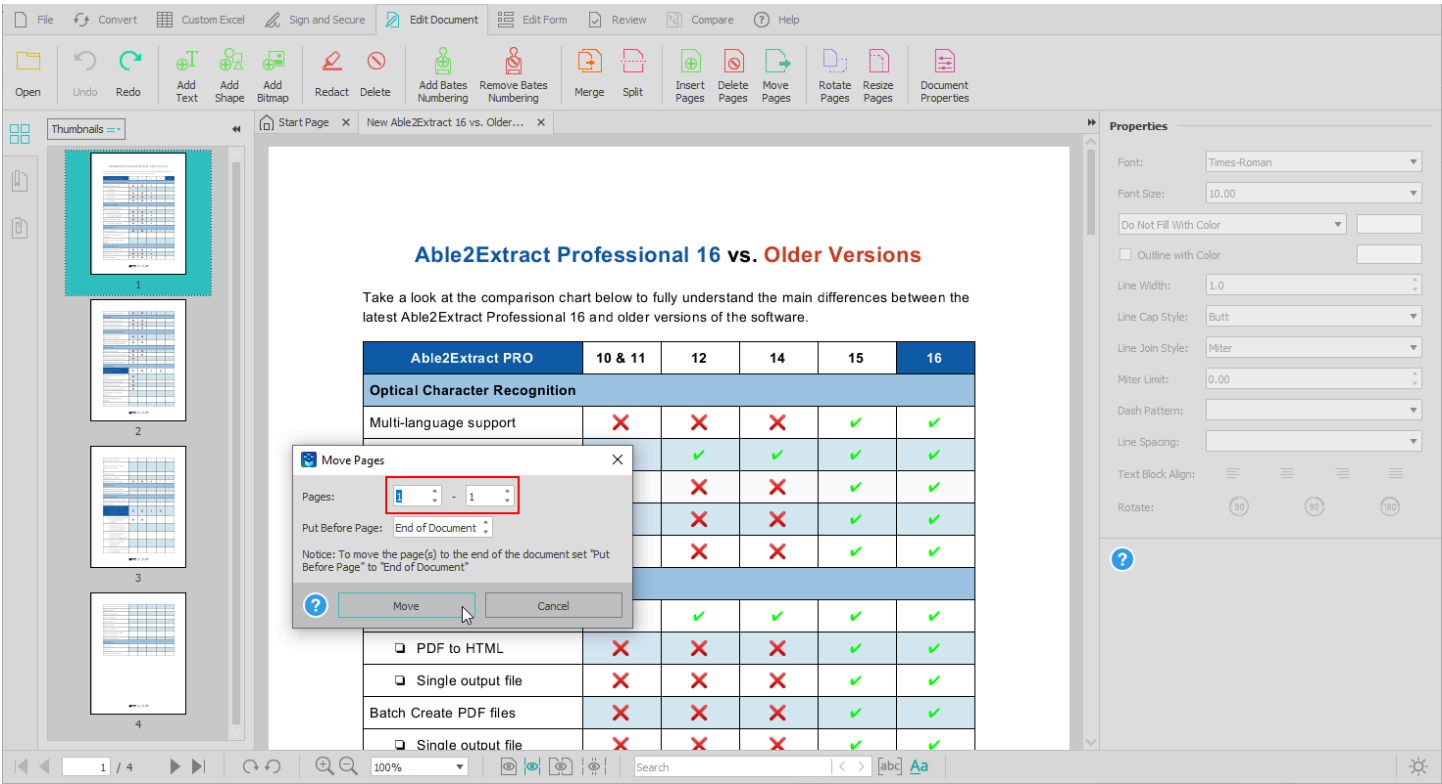 File Convert Custom Excel Sign and Secure Edit Document Edit Form Review Compare Help
Open Undo Redo Add Text Add Shape Add Bitmap Redact Delete Add Bates Numbering Remove Bates Numbering Merge Split Insert Pages Delete Pages Move Pages Rotate Pages Resize Pages Document Properties
Thumbnails
Start Page New Able2Extract 16 vs. Older...
1
2
3
4
Able2Extract Professional 16 vs. Older Versions
Take a look at the comparison chart below to fully understand the main differences between the
latest Able2Extract Professional 16 and older versions of the software.
Able2Extract PRO 10 & 11 12 14 15 16
Optical Character Recognition
Multi-language support
Move Pages
Pages: 1 - 1
Put Before Page: End of Document
Notice: To move the page(s) to the end of the document set "Put
Before Page" to "End of Document"
Move Cancel
PDF to HTML
Single output file
Batch Create PDF files
Single output file
Properties
Font: Times-Roman
Font Size: 10.00
Do Not Fill With Color
Outline with Color
Line Width: 1.0
Line Cap Style: Butt
Line Join Style: Miter
Miter Limit: 0.00
Dash Pattern:
Line Spacing:
Text Block Align:
Rotate: 90 90 180
1 / 4 100% Search abc Aa